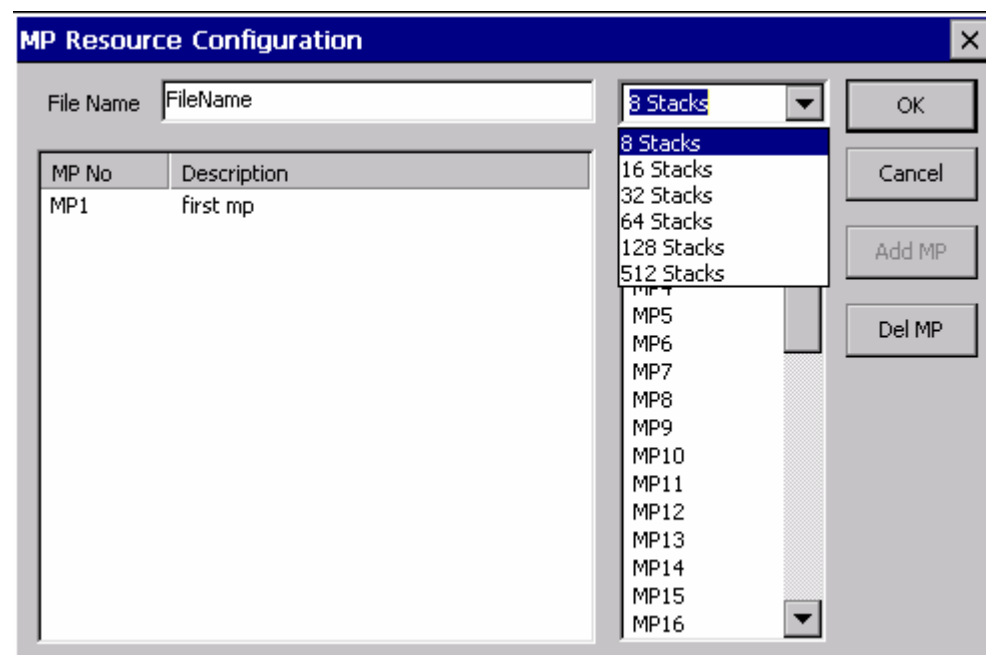 MP Resource Configuration
File Name
FileName
8 Stacks
OK
8 Stacks
16 Stacks
32 Stacks
64 Stacks
128 Stacks
512 Stacks
Cancel
Add MP
Del MP
MP No Description
MP1 first mp
MP4
MP5
MP6
MP7
MP8
MP9
MP10
MP11
MP12
MP13
MP14
MP15
MP16